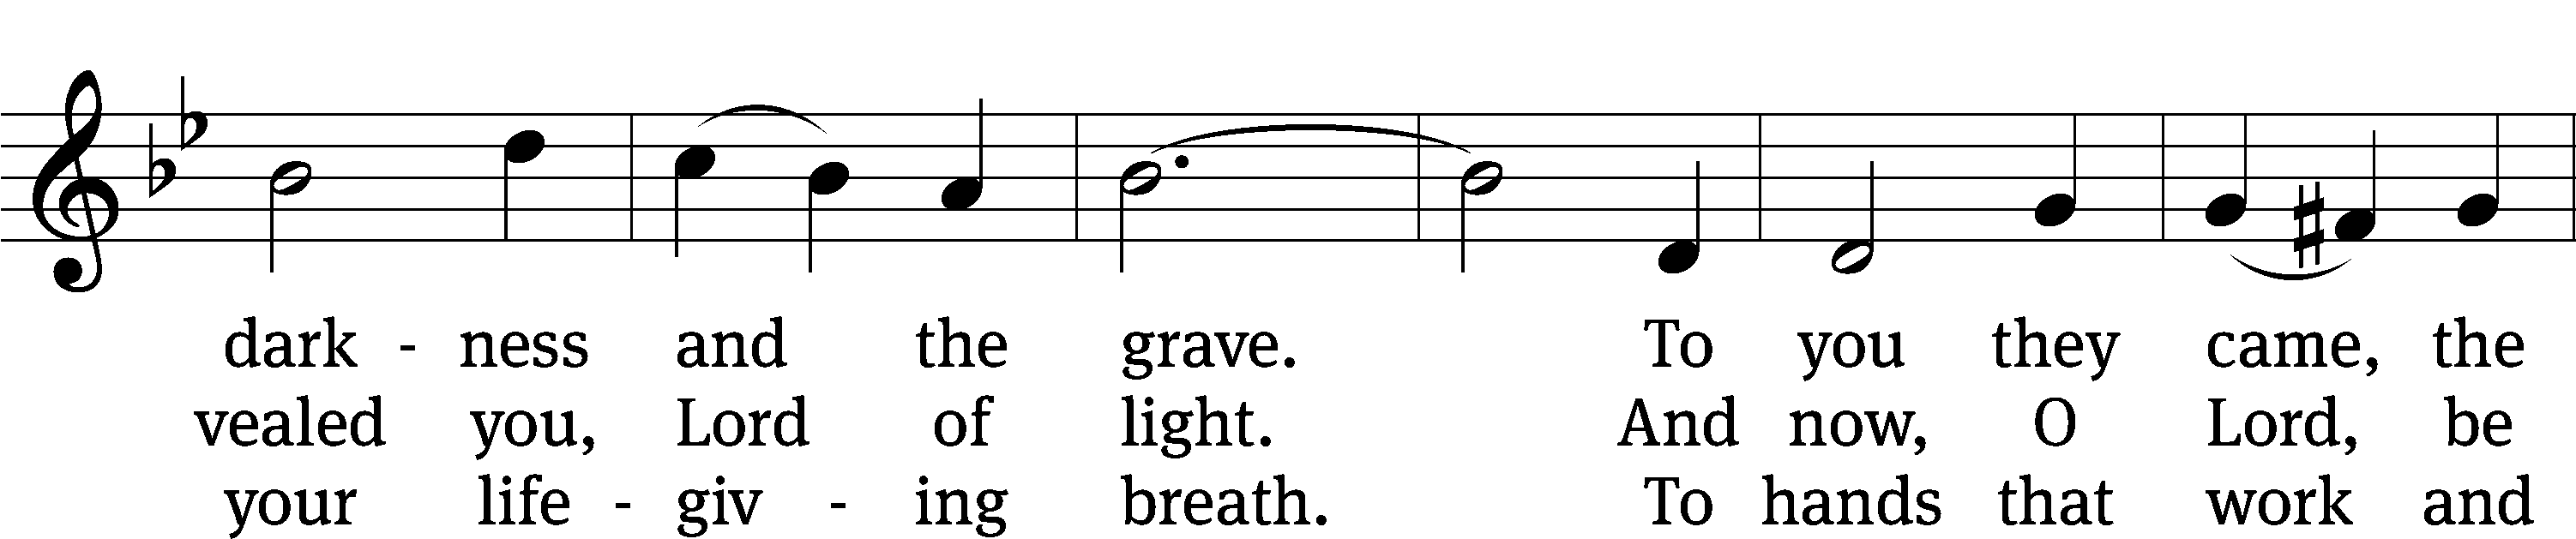 dark - ness and the grave. To you they came, the
vealed you, Lord of light. And now, O Lord, be
your life - giv - ing breath. To hands that work and